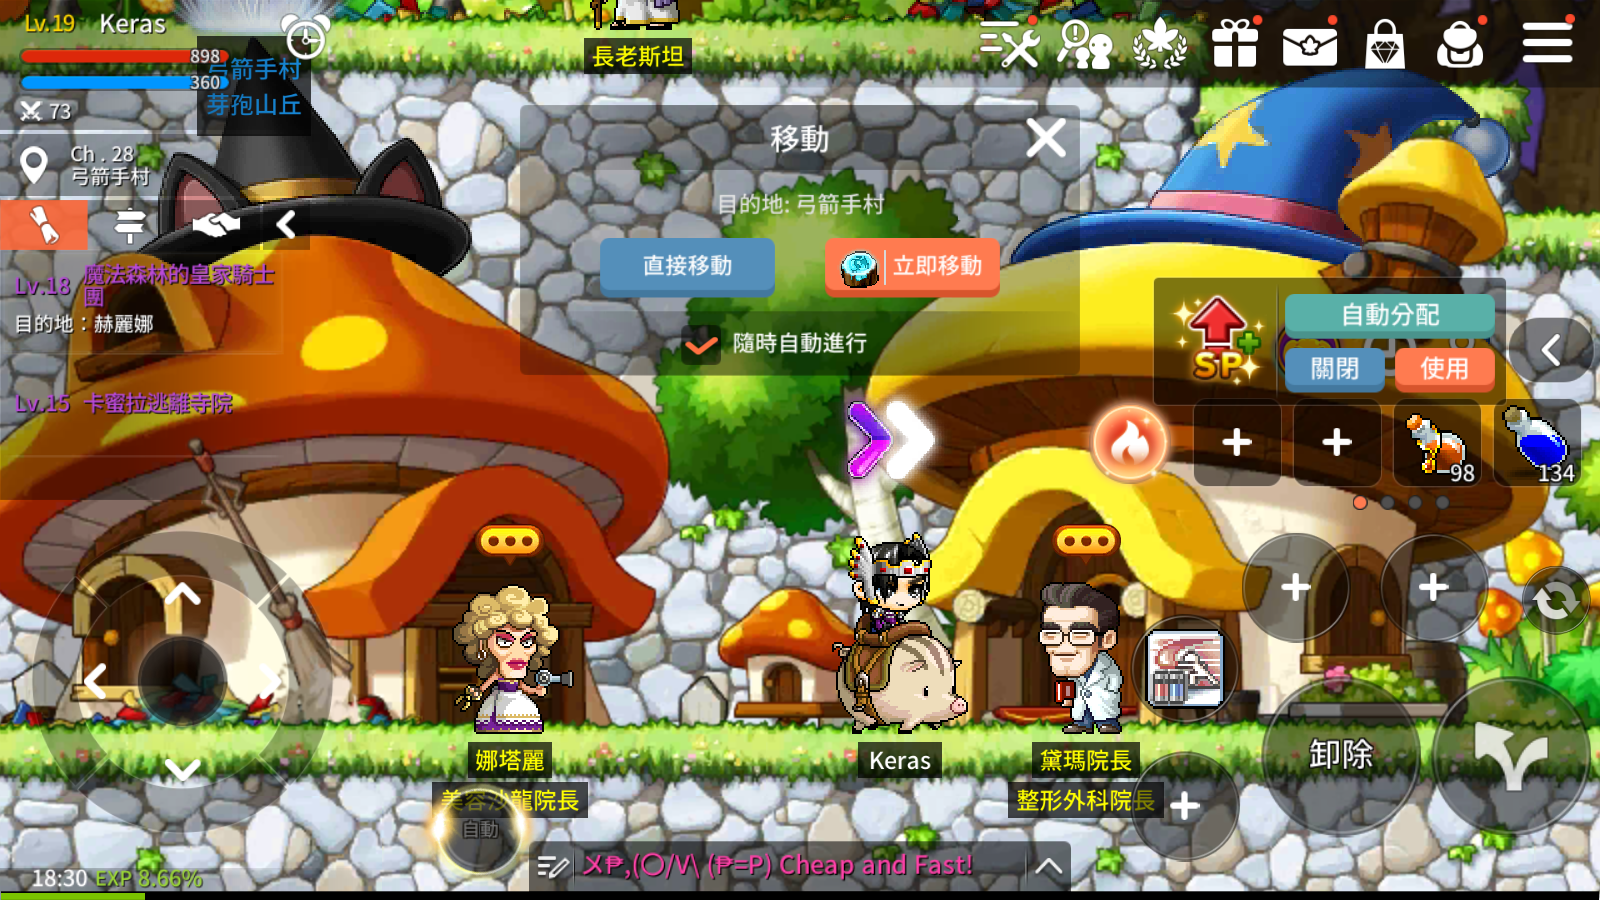 Lv.19 Keras
898
360
73
弓箭手村
芽孢山丘
Ch . 28
弓箭手村
Lv.18 魔法森林的皇家騎士
團
目的地：赫麗娜
Lv.15 卡蜜拉逃離寺院
長老斯坦
移動
目的地: 弓箭手村
直接移動
立即移動
隨時自動進行
SP
自動分配
關閉
使用
98
134
卸除
娜塔麗
美容沙龍院長
自動
Keras
黛瑪院長
整形外科院長
18:30 EXP 8.66%
乂₱,(〇/V\ (₱=P) Cheap and Fast!